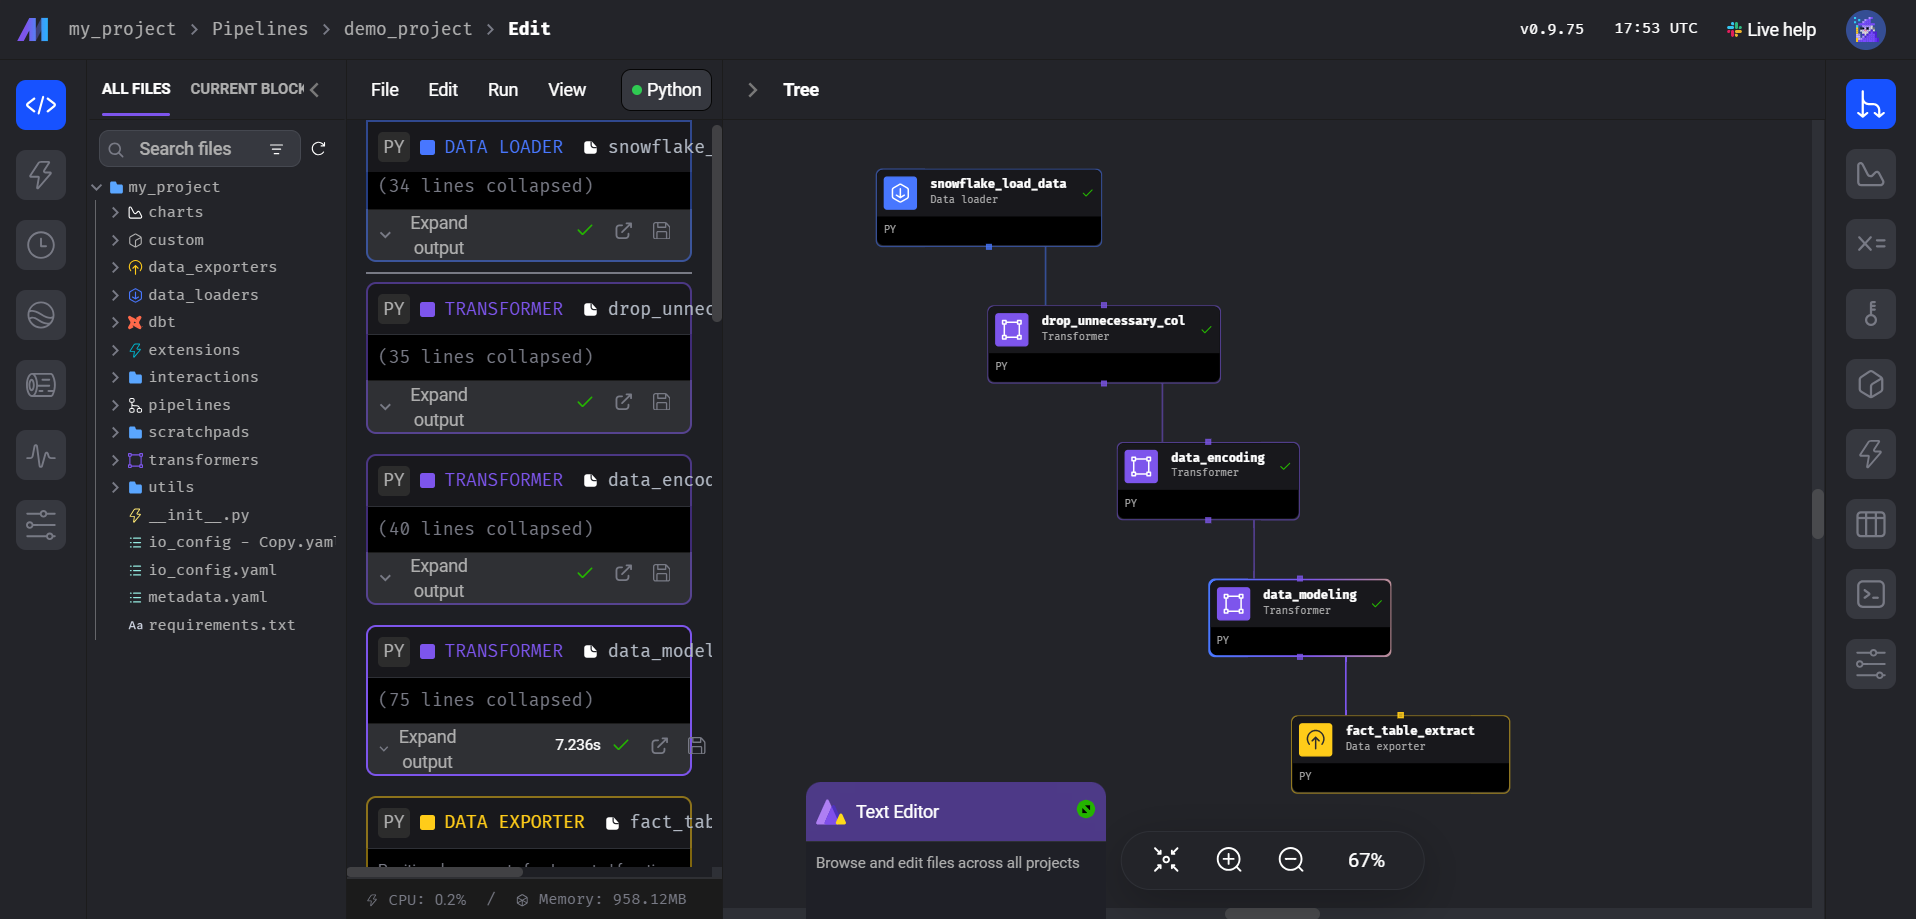 my_project > Pipelines > demo_project > Edit
v0.9.75
17:53 UTC
Live help
ALL FILES
CURRENT BLOCK
Search files
my_project
charts
custom
data_exporters
data_loaders
dbt
extensions
interactions
pipelines
scratchpads
transformers
utils
__init__.py
io_config - Copy.yaml
io_config.yaml
metadata.yaml
Aa requirements.txt
File
Edit
Run
View
Python
PY DATA LOADER snowflake_
(34 lines collapsed)
Expand
output
PY TRANSFORMER drop_unnec
(35 lines collapsed)
Expand
output
PY TRANSFORMER data_encod
(40 lines collapsed)
Expand
output
PY TRANSFORMER data_model
(75 lines collapsed)
Expand
output
7.236s
PY DATA EXPORTER fact_tab
CPU: 0.2% / Memory: 958.12MB
Tree
snowflake_load_data
Data loader
PY
drop_unnecessary_col
Transformer
PY
data_encoding
Transformer
PY
data_modeling
Transformer
PY
fact_table_extract
Data exporter
PY
Text Editor
Browse and edit files across all projects
67%